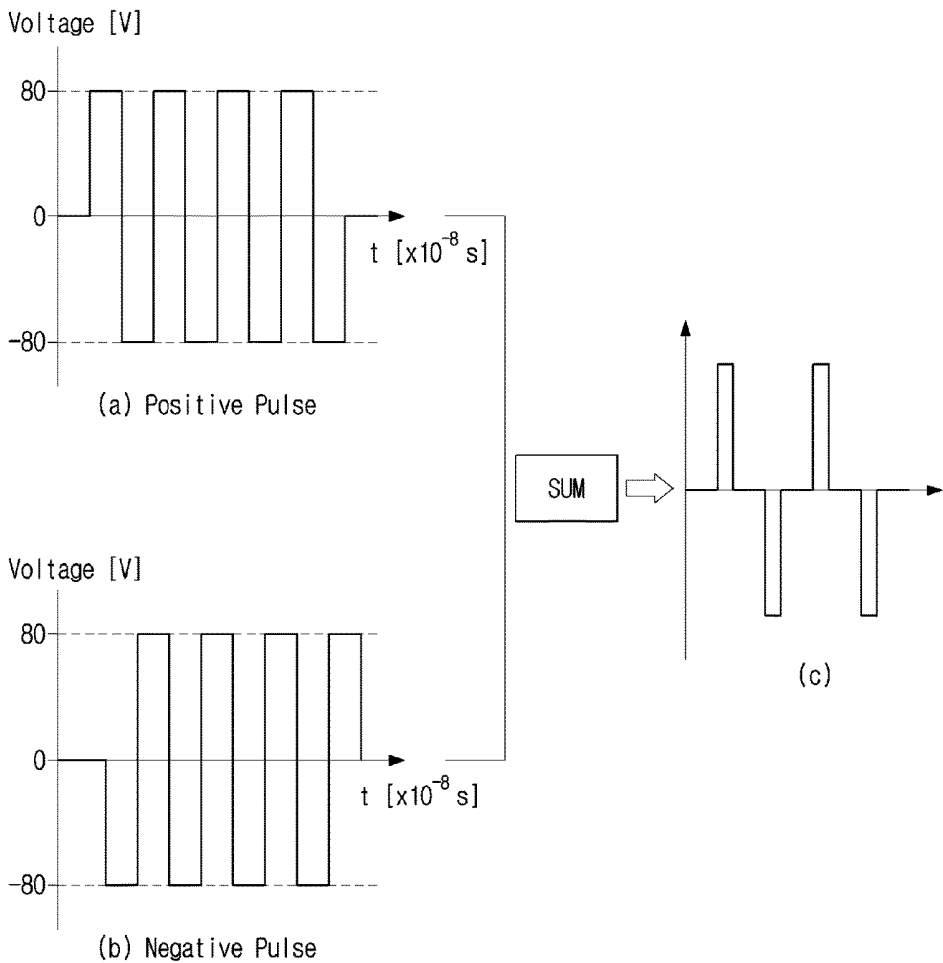 Voltage [V]
80
0
t [x10⁻⁸ s]
-80
(a) Positive Pulse
SUM
(c)
Voltage [V]
80
0
t [x10⁻⁸ s]
-80
(b) Negative Pulse